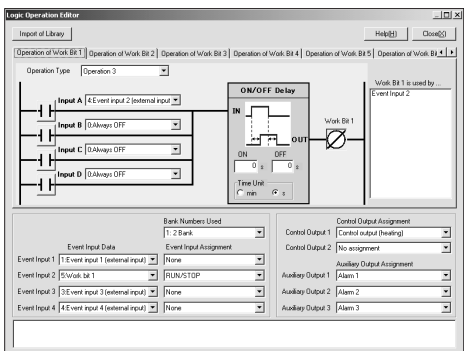 Logic Operation Editor
Import of Library
Help(H)
Close(X)
Operation of Work Bit 1
Operation of Work Bit 2
Operation of Work Bit 3
Operation of Work Bit 4
Operation of Work Bit 5
Operation of Work Bi
Operation Type
Operation 3
ON/OFF Delay
Work Bit 1 is used by ...
Event Input 2
Input A
4:Event input 2 (external input
IN
Input B
0:Always OFF
Work Bit 1
Input C
0:Always OFF
OUT
ON
OFF
Input D
0:Always OFF
0
s
0
s
Time Unit
min
s
Bank Numbers Used
1: 2 Bank
Event Input Data
Event Input Assignment
Event Input 1
1:Event input 1 (external input)
None
Event Input 2
5:Work bit 1
RUN/STOP
Event Input 3
3:Event input 3 (external input)
None
Event Input 4
4:Event input 4 (external input)
None
Control Output Assignment
Control Output 1
Control output (heating)
Control Output 2
No assignment
Auxiliary Output Assignment
Auxiliary Output 1
Alarm 1
Auxiliary Output 2
Alarm 2
Auxiliary Output 3
Alarm 3